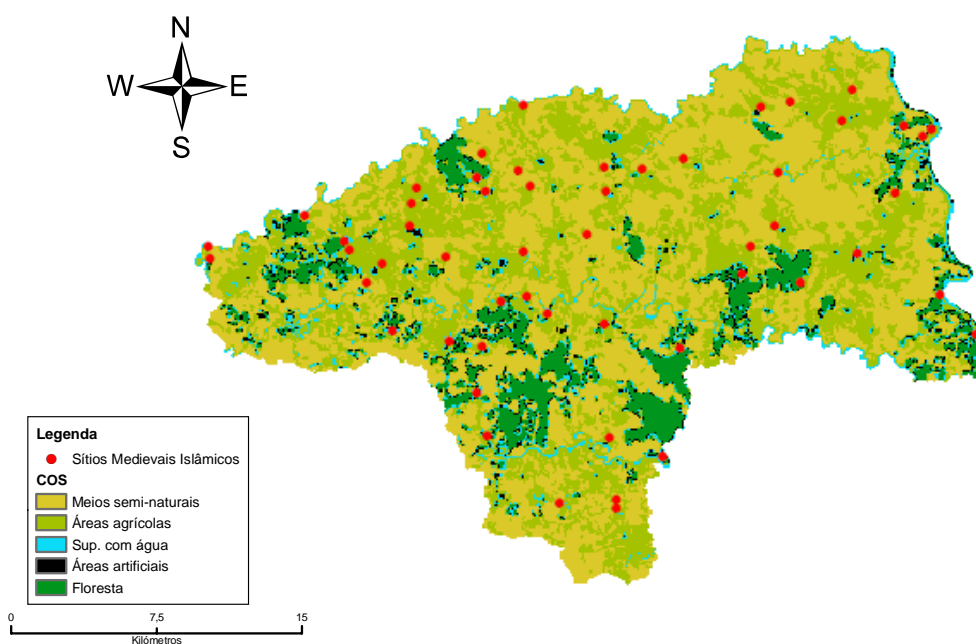 N
W E
S
Legenda
Sítios Medievais Islâmicos
COS
Meios semi-naturais
Áreas agrícolas
Sup. com água
Áreas artificiais
Floresta
0 7,5 15
Kilómetros